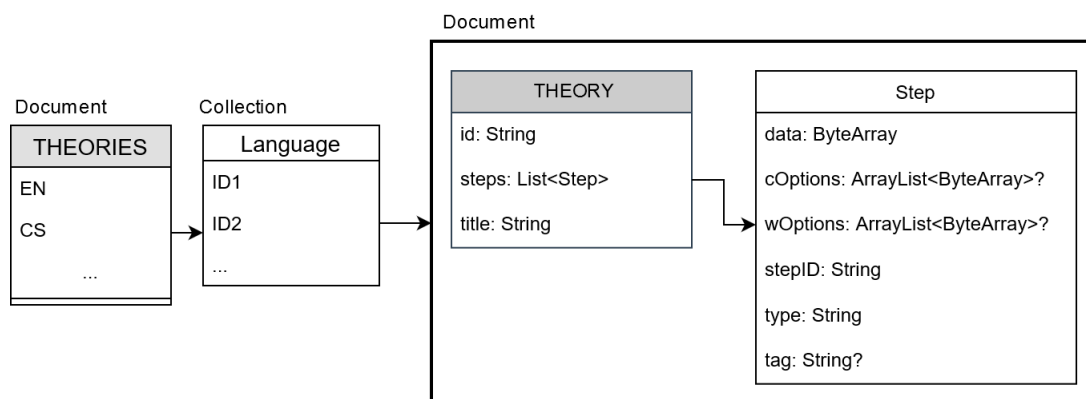 Document
Document
THEORIES
EN
CS
...
Collection
Language
ID1
ID2
...
THEORY
id: String
steps: List<Step>
title: String
Step
data: ByteArray
cOptions: ArrayList<ByteArray>?
wOptions: ArrayList<ByteArray>?
stepID: String
type: String
tag: String?